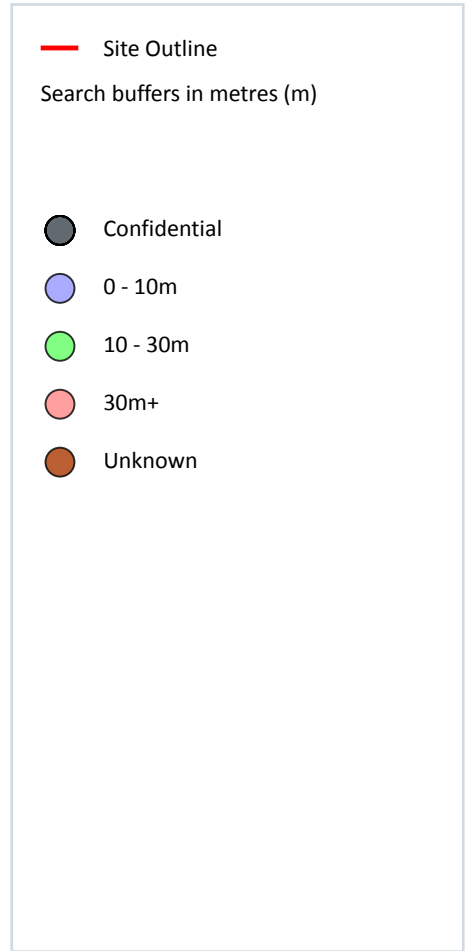 Site Outline
Search buffers in metres (m)
Confidential
0 - 10m
10 - 30m
30m+
Unknown